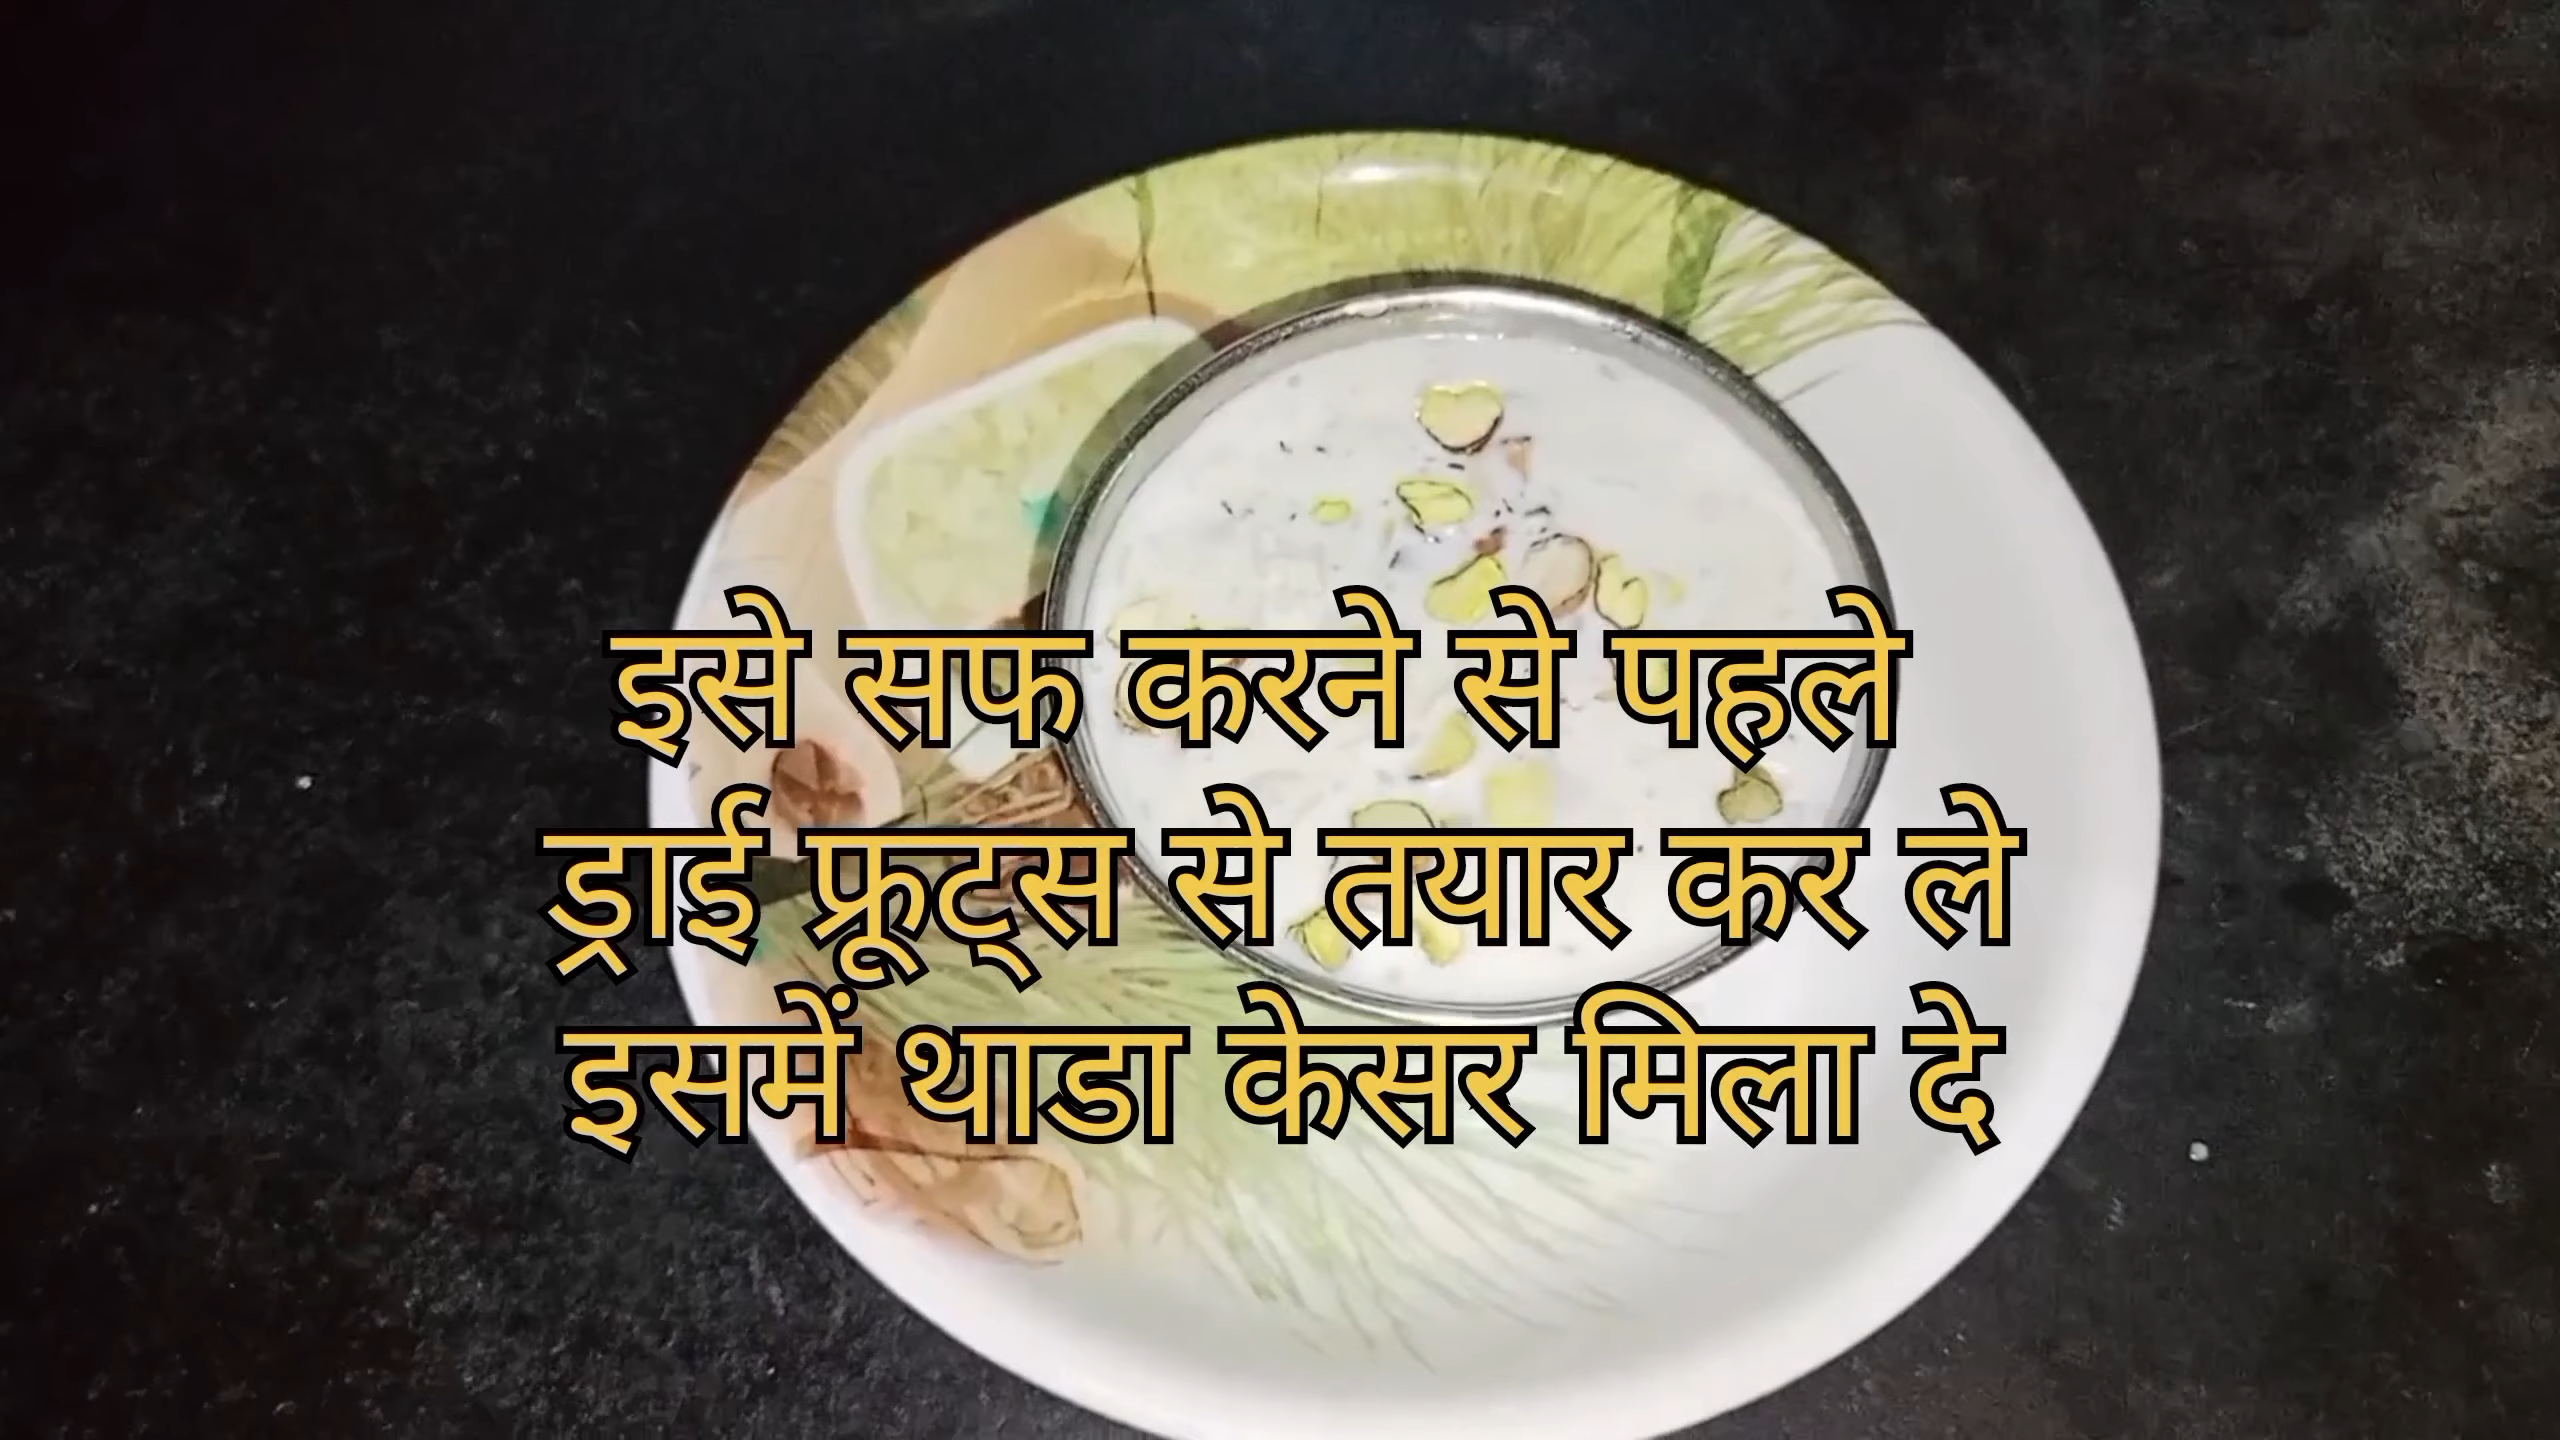 इसे सफ करने से पहले
ड्राई फ्रूट्स से तयार कर ले
इसमें थाडा केसर मिला दे